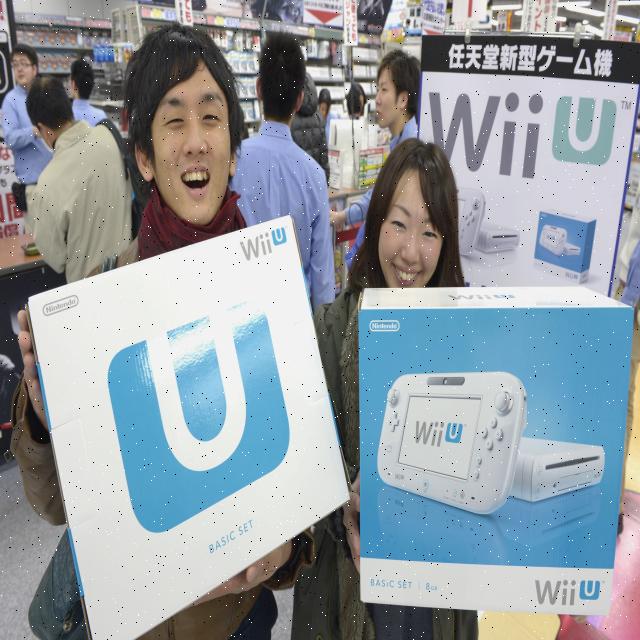 任天堂新型ゲーム機
Wii U™
Wii U
Nintendo
BASIC SET
Wii U
Nintendo
Wii U
BASIC SET | 8GB
Wii U